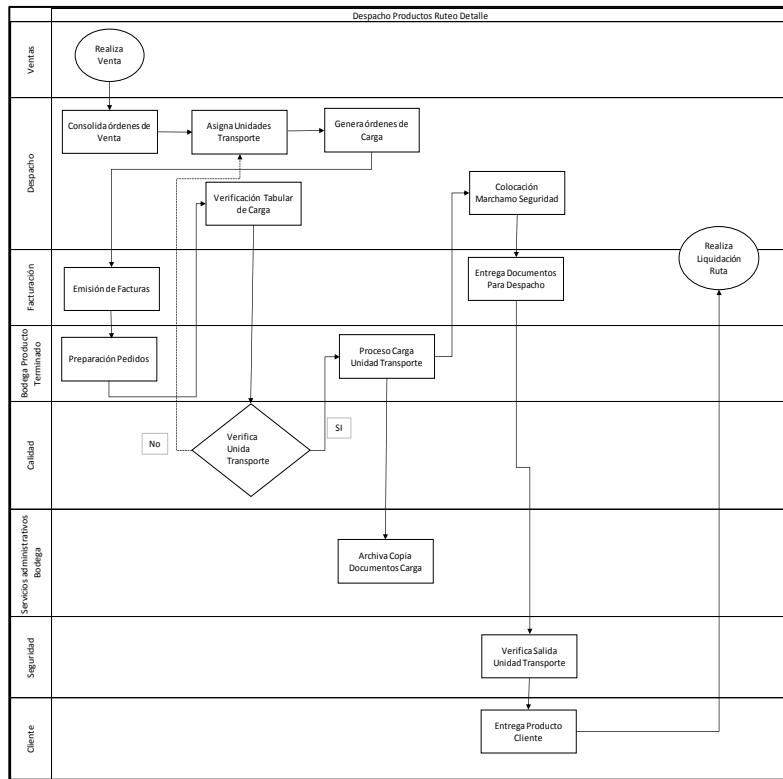 Despacho Productos Ruteo Detalle
Ventas
Realiza
Venta
Despacho
Consolida órdenes de
Venta
Asigna Unidades
Transporte
Genera órdenes de
Carga
Verificación Tabular
de Carga
Colocación
Marchamo Seguridad
Realiza
Liquidación
Ruta
Facturación
Emisión de Facturas
Entrega Documentos
Para Despacho
Bodega Producto
Terminado
Preparación Pedidos
Proceso Carga
Unidad Transporte
Calidad
No
Verifica
Unida
Transporte
SI
Servicios administrativos
Bodega
Archiva Copia
Documentos Carga
Seguridad
Verifica Salida
Unidad Transporte
Cliente
Entrega Producto
Cliente